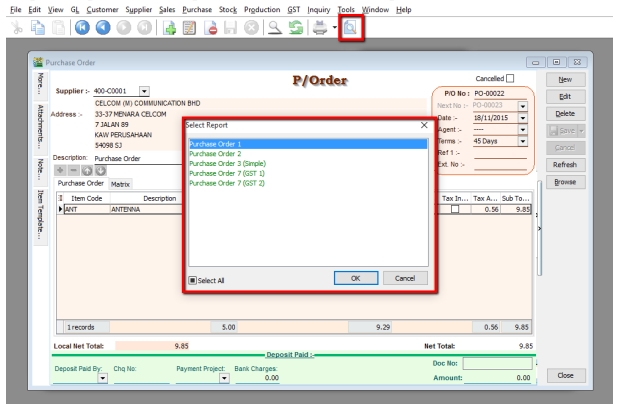 File Edit View GL Customer Supplier Sales Purchase Stock Production GST Inquiry Tools Window Help
Purchase Order
P/Order
Cancelled
Supplier :- 400-C0001
CELCOM (M) COMMUNICATION BHD
Address :- 33-37 MENARA CELCOM
7 JALAN 89
KAW PERUSAHAAN
54098 SJ
Description: Purchase Order
P/O No : PO-00022
Next No :- PO-00023
Date :- 18/11/2015
Agent :- ----
Terms :- 45 Days
Ref 1 :-
Ext. No :-
New
Edit
Delete
Save
Cancel
Refresh
Browse
More...
Attachments...
Note...
Item Template...
Select Report
Purchase Order 1
Purchase Order 2
Purchase Order 3 (Simple)
Purchase Order 7 (GST 1)
Purchase Order 7 (GST 2)
Select All
OK Cancel
Purchase Order Matrix
I Item Code Description Tax In... Tax A... Sub To...
ANT ANTENNA 0.56 9.85
1 records 5.00 9.29 0.56 9.85
Local Net Total: 9.85 Net Total: 9.85
Deposit Paid :-
Doc No:
Deposit Paid By: Chq No: Payment Project: Bank Charges:
0.00 Amount: 0.00
Close